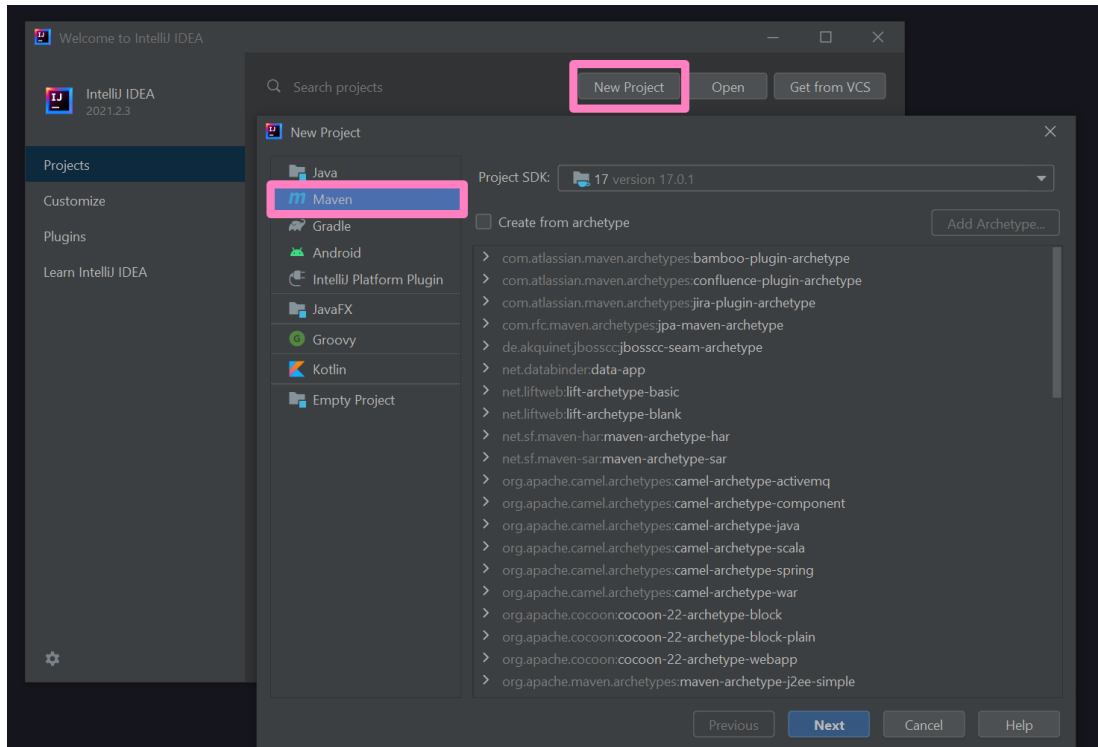 Welcome to IntelliJ IDEA
IntelliJ IDEA
2021.2.3
Search projects
New Project
Open
Get from VCS
Projects
Customize
Plugins
Learn IntelliJ IDEA
New Project
Java
Maven
Gradle
Android
IntelliJ Platform Plugin
JavaFX
Groovy
Kotlin
Empty Project
Project SDK: 17 version 17.0.1
Create from archetype
Add Archetype...
com.atlassian.maven.archetypes:bamboo-plugin-archetype
com.atlassian.maven.archetypes:confluence-plugin-archetype
com.atlassian.maven.archetypes:jira-plugin-archetype
com.rfc.maven.archetypes:jpa-maven-archetype
de.akquinet.jbosscc:jbosscc-seam-archetype
net.databinder:data-app
net.liftweb:lift-archetype-basic
net.liftweb:lift-archetype-blank
net.sf.maven-har:maven-archetype-har
net.sf.maven-sar:maven-archetype-sar
org.apache.camel.archetypes:camel-archetype-activemq
org.apache.camel.archetypes:camel-archetype-component
org.apache.camel.archetypes:camel-archetype-java
org.apache.camel.archetypes:camel-archetype-scala
org.apache.camel.archetypes:camel-archetype-spring
org.apache.camel.archetypes:camel-archetype-war
org.apache.cocoon:cocoon-22-archetype-block
org.apache.cocoon:cocoon-22-archetype-block-plain
org.apache.cocoon:cocoon-22-archetype-webapp
org.apache.maven.archetypes:maven-archetype-j2ee-simple
Previous
Next
Cancel
Help